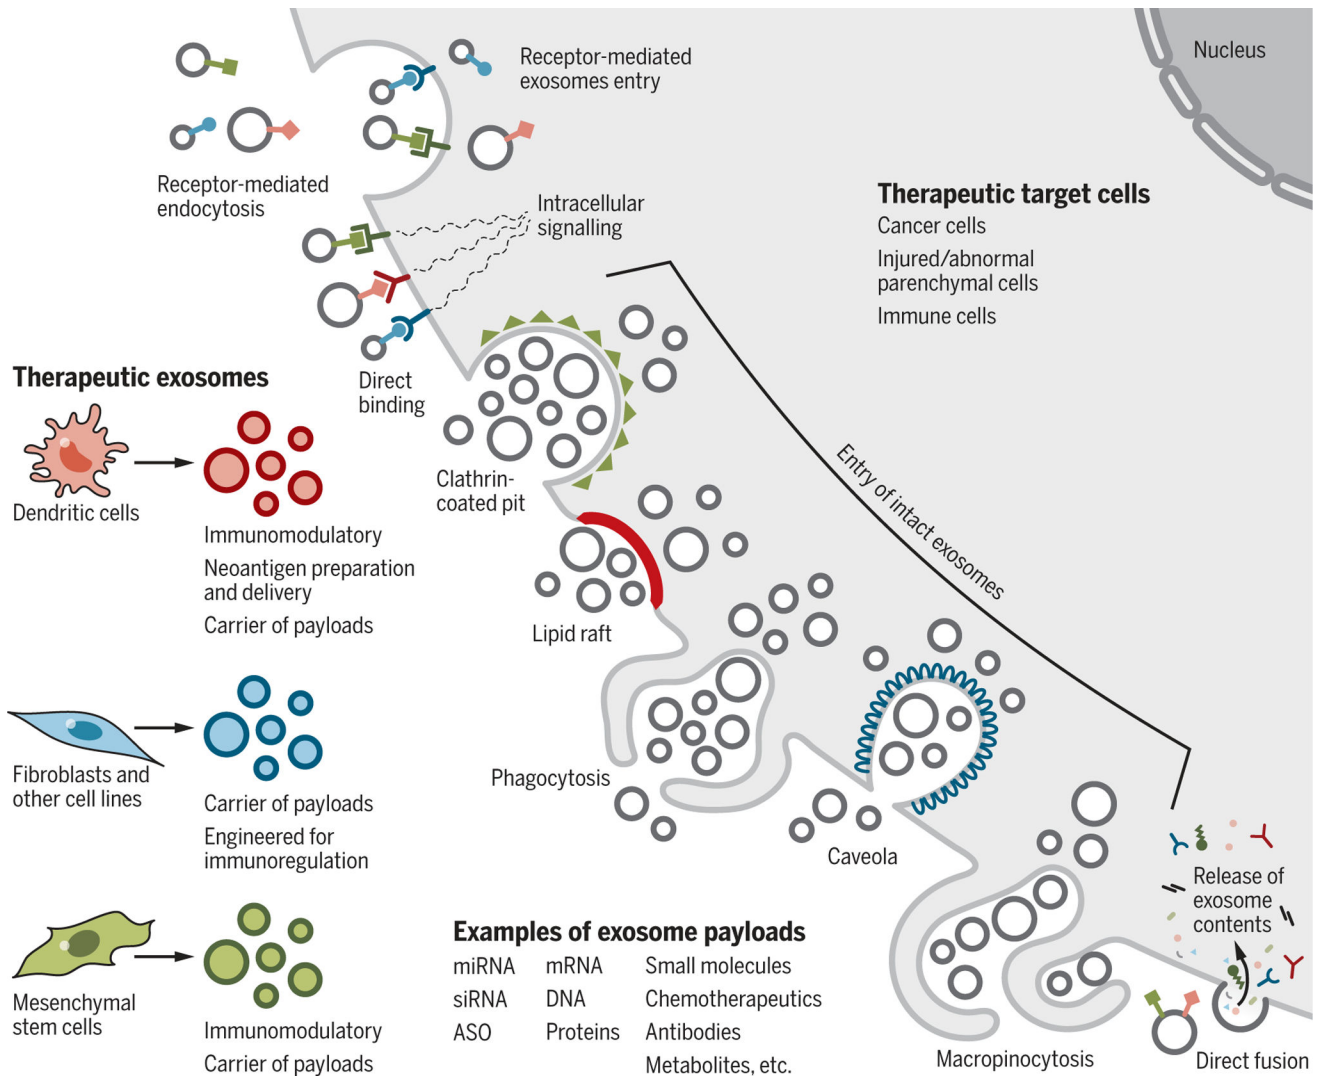 Nucleus
Receptor-mediated
exosomes entry
Receptor-mediated
endocytosis
Intracellular
signalling
Therapeutic target cells
Cancer cells
Injured/abnormal
parenchymal cells
Immune cells
Direct
binding
Therapeutic exosomes
Dendritic cells
Immunomodulatory
Neoantigen preparation
and delivery
Carrier of payloads
Fibroblasts and
other cell lines
Carrier of payloads
Engineered for
immunoregulation
Mesenchymal
stem cells
Immunomodulatory
Carrier of payloads
Clathrin-
coated pit
Entry of intact exosomes
Lipid raft
Phagocytosis
Caveola
Macropinocytosis
Release of
exosome
contents
Direct fusion
Examples of exosome payloads
miRNA mRNA Small molecules
siRNA DNA Chemotherapeutics
ASO Proteins Antibodies
Metabolites, etc.